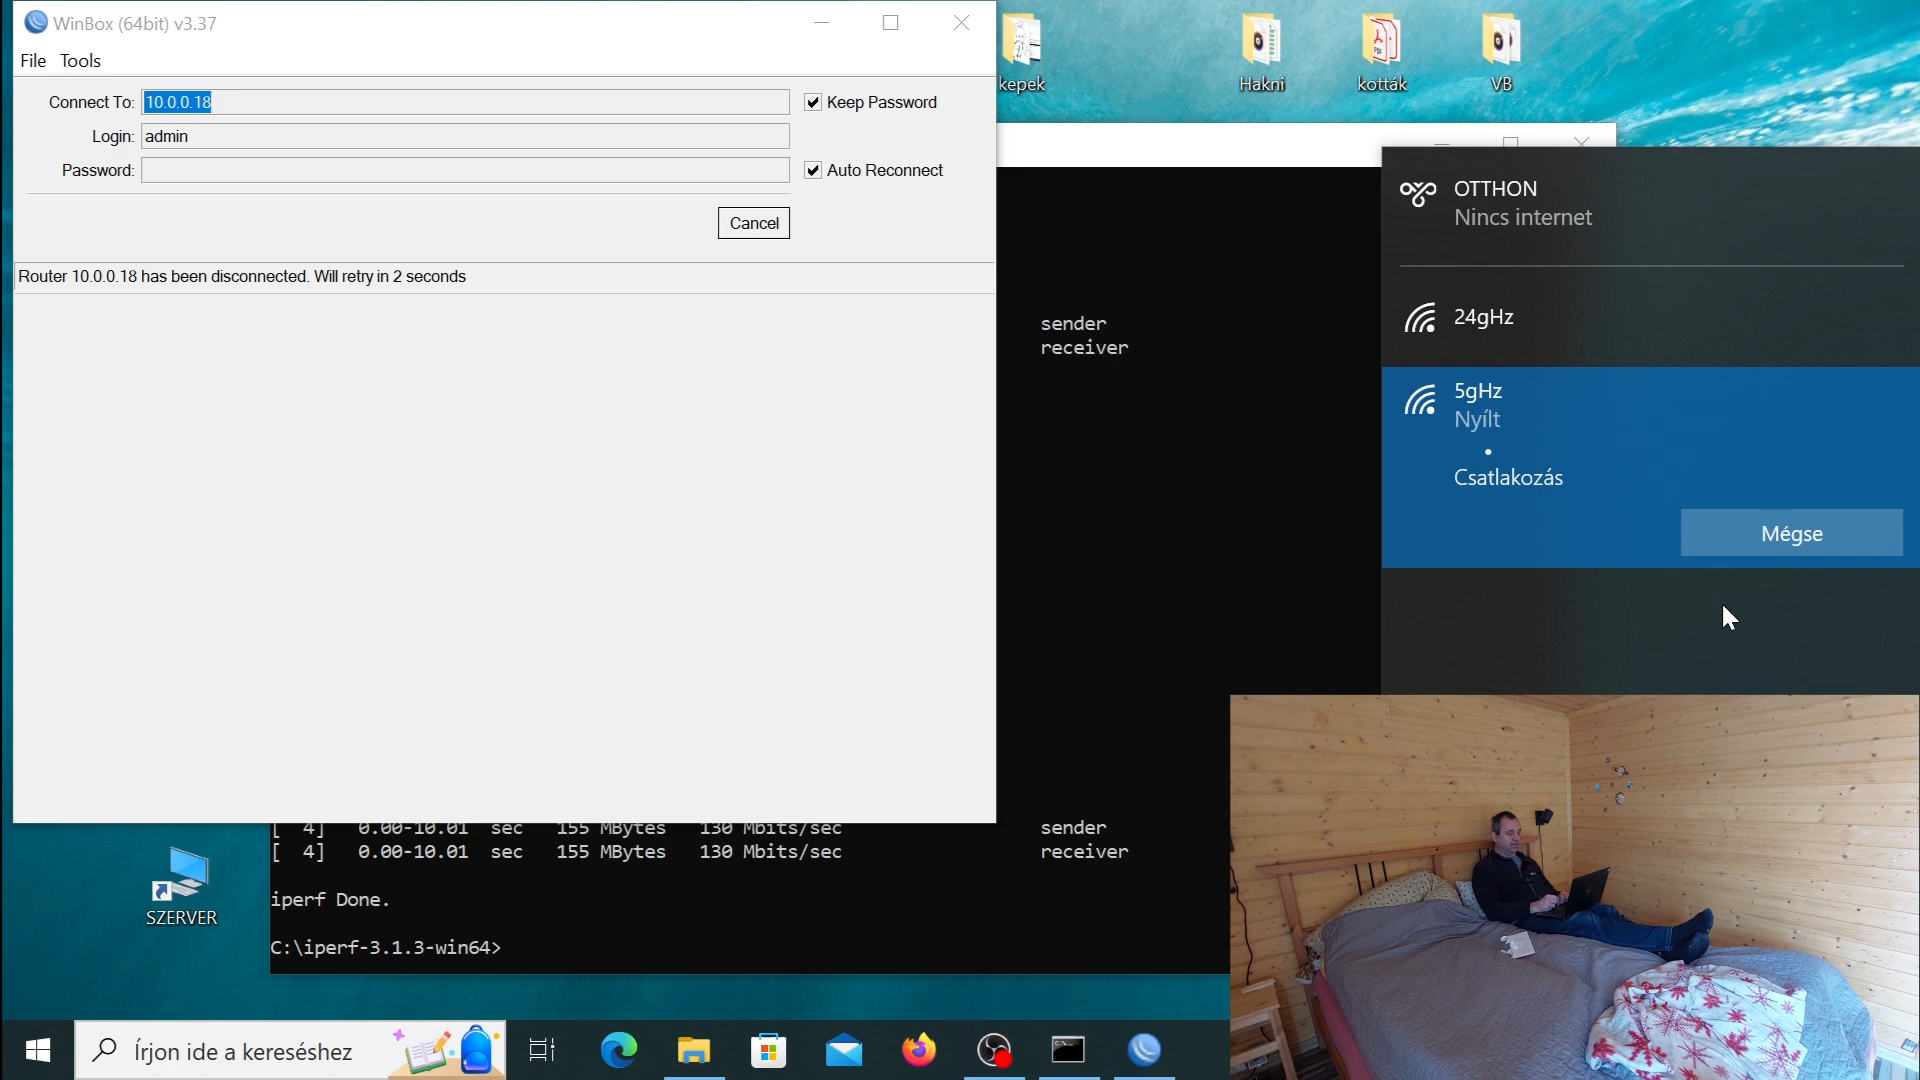 WinBox (64bit) v3.37
File Tools
Connect To: 10.0.0.18
Keep Password
Login: admin
Password:
Auto Reconnect
Cancel
Router 10.0.0.18 has been disconnected. Will retry in 2 seconds
kepek
Hakni
kották
VB
sender
receiver
OTTHON
Nincs internet
24gHz
5gHz
Nyílt
Csatlakozás
Mégse
[ 4] 0.00-10.01 sec 155 MBytes 130 Mbits/sec sender
[ 4] 0.00-10.01 sec 155 MBytes 130 Mbits/sec receiver
iperf Done.
C:\iperf-3.1.3-win64>
SZERVER
Írjon ide a kereséshez